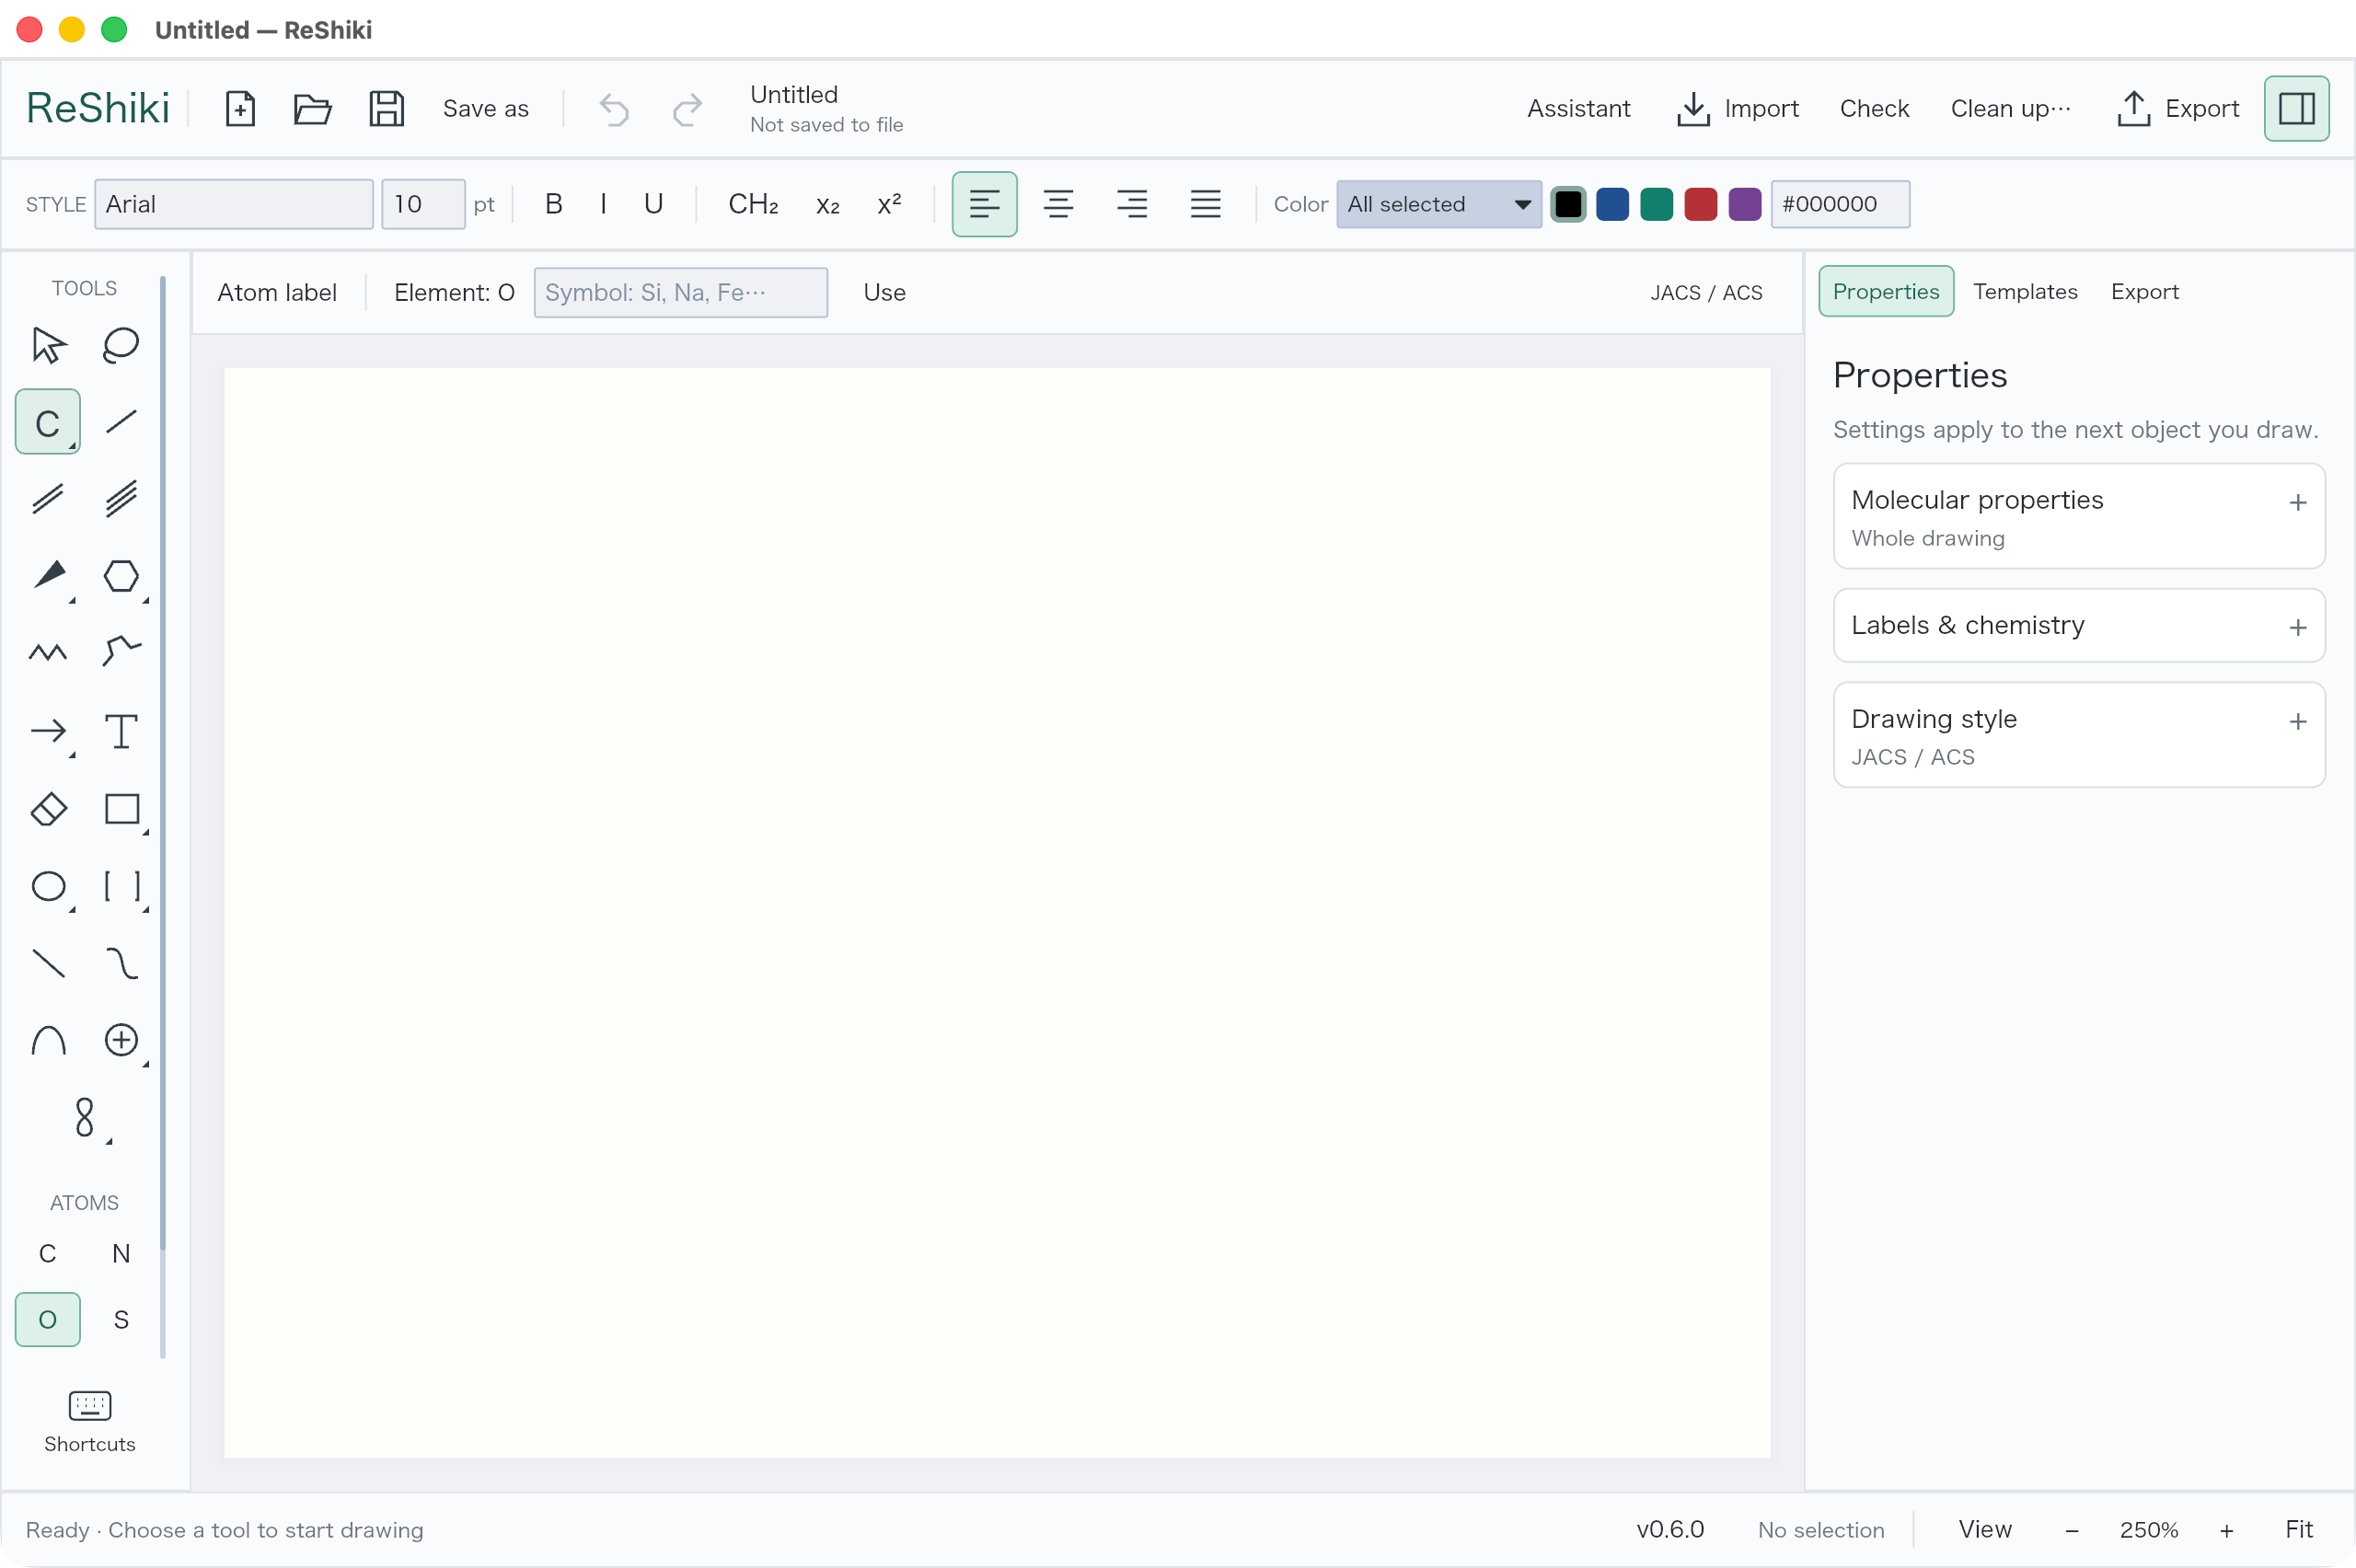 Untitled — ReShiki
ReShiki
Save as
Untitled
Not saved to file
Assistant
Import
Check
Clean up···
Export
STYLE
Arial
10
pt
B
I
U
CH₂
x₂
x²
Color
All selected
#000000
TOOLS
C
T
ATOMS
C
N
O
S
Shortcuts
Atom label
Element: O
Symbol: Si, Na, Fe···
Use
JACS / ACS
Properties
Templates
Export
Properties
Settings apply to the next object you draw.
Molecular properties
+
Whole drawing
Labels & chemistry
+
Drawing style
+
JACS / ACS
Ready · Choose a tool to start drawing
v0.6.0
No selection
View
−
250%
+
Fit